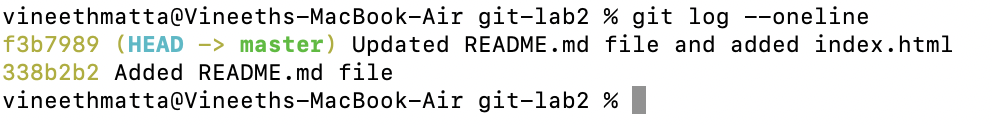 vineethmatta@Vineeths-MacBook-Air git-lab2 % git log --oneline
f3b7989 (HEAD -> master) Updated README.md file and added index.html
338b2b2 Added README.md file
vineethmatta@Vineeths-MacBook-Air git-lab2 %